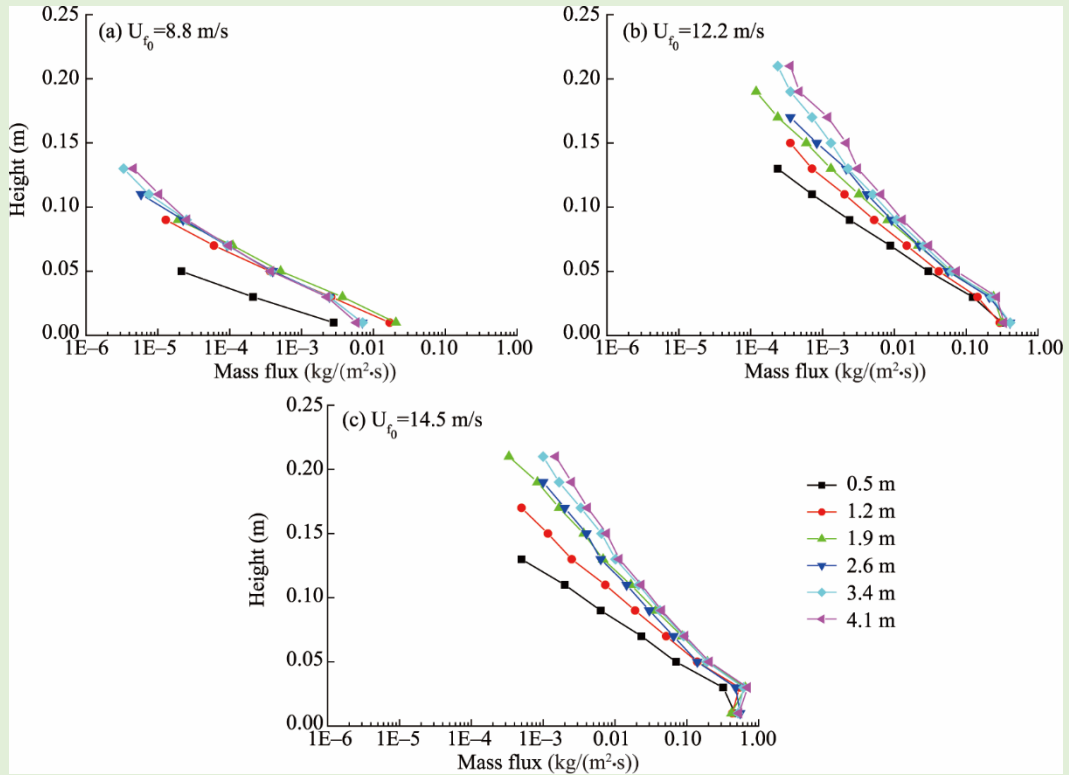 (a) U_f₀=8.8 m/s
0.25
0.20
0.15
0.10
0.05
0.00
Height (m)
1E–6 1E–5 1E–4 1E–3 0.01 0.10 1.00
Mass flux (kg/(m²·s))
(b) U_f₀=12.2 m/s
0.25
0.20
0.15
0.10
0.05
0.00
1E–6 1E–5 1E–4 1E–3 0.01 0.10 1.00
Mass flux (kg/(m²·s))
(c) U_f₀=14.5 m/s
0.25
0.20
0.15
0.10
0.05
0.00
Height (m)
1E–6 1E–5 1E–4 1E–3 0.01 0.10 1.00
Mass flux (kg/(m²·s))
0.5 m
1.2 m
1.9 m
2.6 m
3.4 m
4.1 m